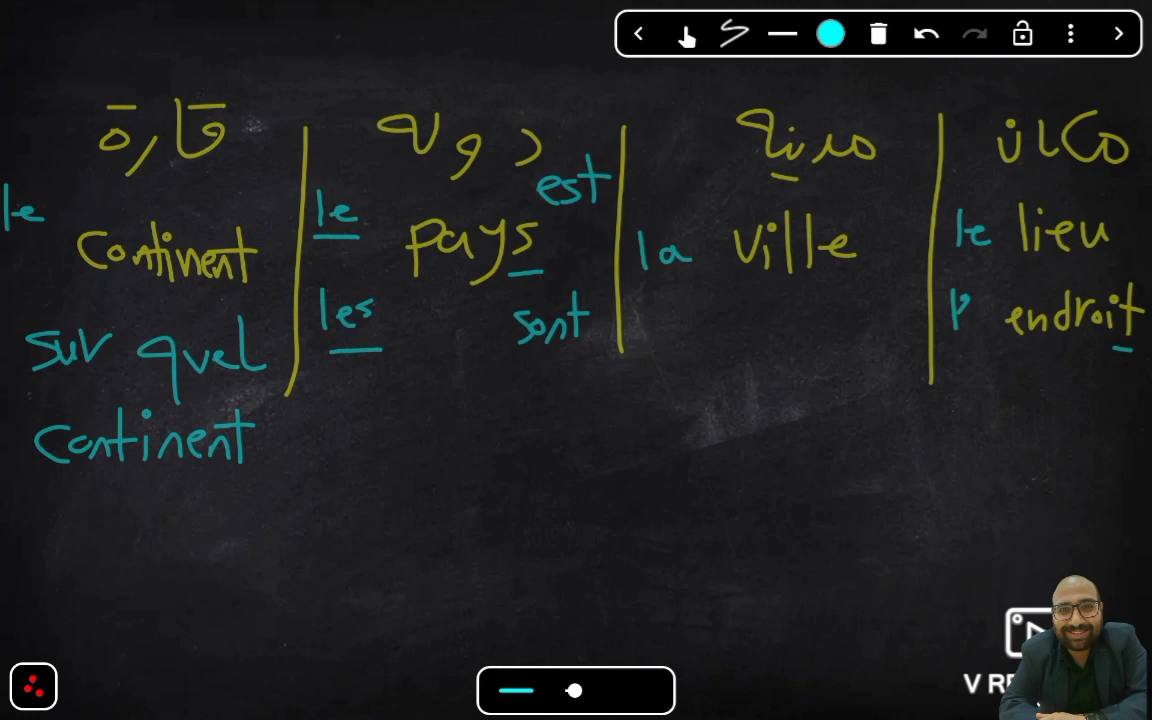 قارة
دولة
مدينة
مكان
le continent
sur quel
continent
le pays est
les sont
la ville
le lieu
l' endroit
V RE